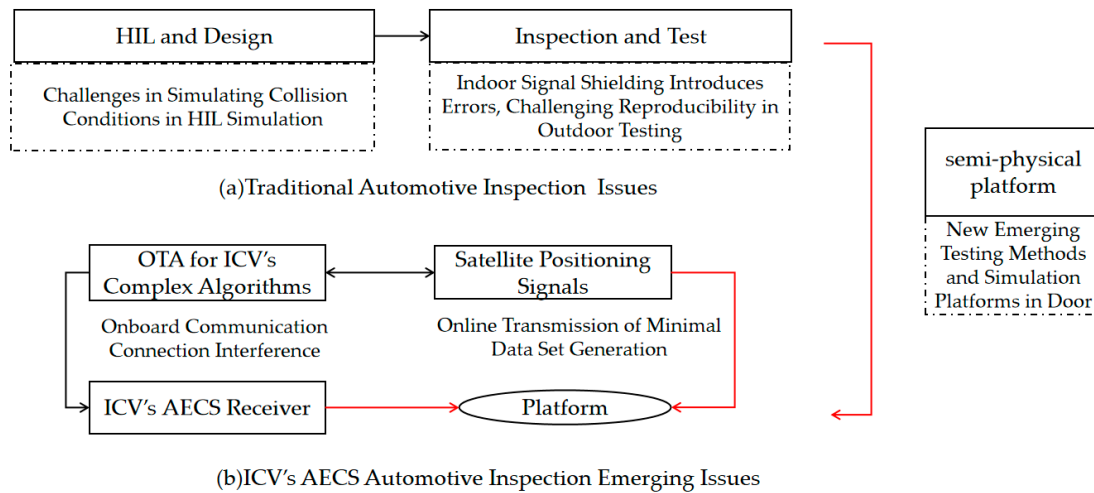 HIL and Design
Inspection and Test
Challenges in Simulating Collision
Conditions in HIL Simulation
Indoor Signal Shielding Introduces
Errors, Challenging Reproducibility in
Outdoor Testing
(a)Traditional Automotive Inspection Issues
semi-physical
platform
New Emerging
Testing Methods
and Simulation
Platforms in Door
OTA for ICV's
Complex Algorithms
Satellite Positioning
Signals
Onboard Communication
Connection Interference
Online Transmission of Minimal
Data Set Generation
ICV's AECS Receiver
Platform
(b)ICV's AECS Automotive Inspection Emerging Issues